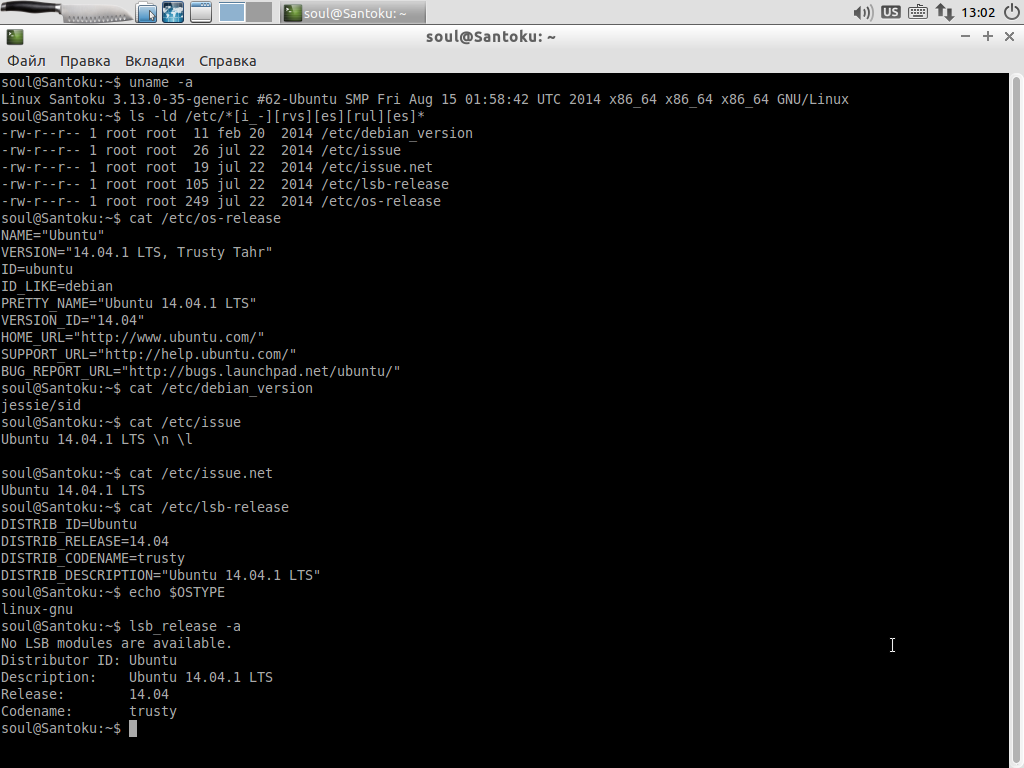 soul@Santoku: ~
US
13:02
soul@Santoku: ~
Файл Правка Вкладки Справка
soul@Santoku:~$ uname -a
Linux Santoku 3.13.0-35-generic #62-Ubuntu SMP Fri Aug 15 01:58:42 UTC 2014 x86_64 x86_64 x86_64 GNU/Linux
soul@Santoku:~$ ls -ld /etc/*[i_-][rvs][es][rul][es]*
-rw-r--r-- 1 root root  11 feb 20  2014 /etc/debian_version
-rw-r--r-- 1 root root  26 jul 22  2014 /etc/issue
-rw-r--r-- 1 root root  19 jul 22  2014 /etc/issue.net
-rw-r--r-- 1 root root 105 jul 22  2014 /etc/lsb-release
-rw-r--r-- 1 root root 249 jul 22  2014 /etc/os-release
soul@Santoku:~$ cat /etc/os-release
NAME="Ubuntu"
VERSION="14.04.1 LTS, Trusty Tahr"
ID=ubuntu
ID_LIKE=debian
PRETTY_NAME="Ubuntu 14.04.1 LTS"
VERSION_ID="14.04"
HOME_URL="http://www.ubuntu.com/"
SUPPORT_URL="http://help.ubuntu.com/"
BUG_REPORT_URL="http://bugs.launchpad.net/ubuntu/"
soul@Santoku:~$ cat /etc/debian_version
jessie/sid
soul@Santoku:~$ cat /etc/issue
Ubuntu 14.04.1 LTS \n \l
soul@Santoku:~$ cat /etc/issue.net
Ubuntu 14.04.1 LTS
soul@Santoku:~$ cat /etc/lsb-release
DISTRIB_ID=Ubuntu
DISTRIB_RELEASE=14.04
DISTRIB_CODENAME=trusty
DISTRIB_DESCRIPTION="Ubuntu 14.04.1 LTS"
soul@Santoku:~$ echo $OSTYPE
linux-gnu
soul@Santoku:~$ lsb_release -a
No LSB modules are available.
Distributor ID: Ubuntu
Description:    Ubuntu 14.04.1 LTS
Release:        14.04
Codename:       trusty
soul@Santoku:~$